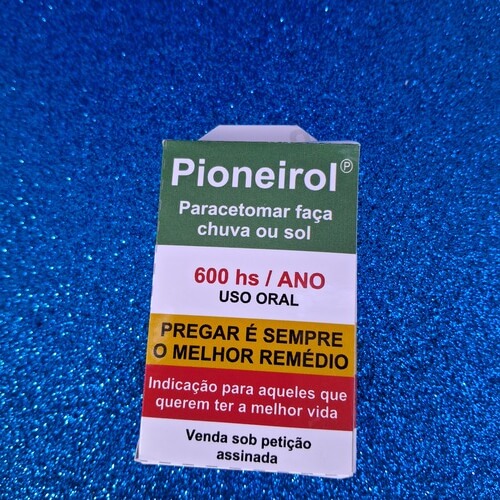 Pioneirol℗
Paracetomar faça
chuva ou sol
600 hs / ANO
USO ORAL
PREGAR É SEMPRE
O MELHOR REMÉDIO
Indicação para aqueles que
querem ter a melhor vida
Venda sob petição
assinada